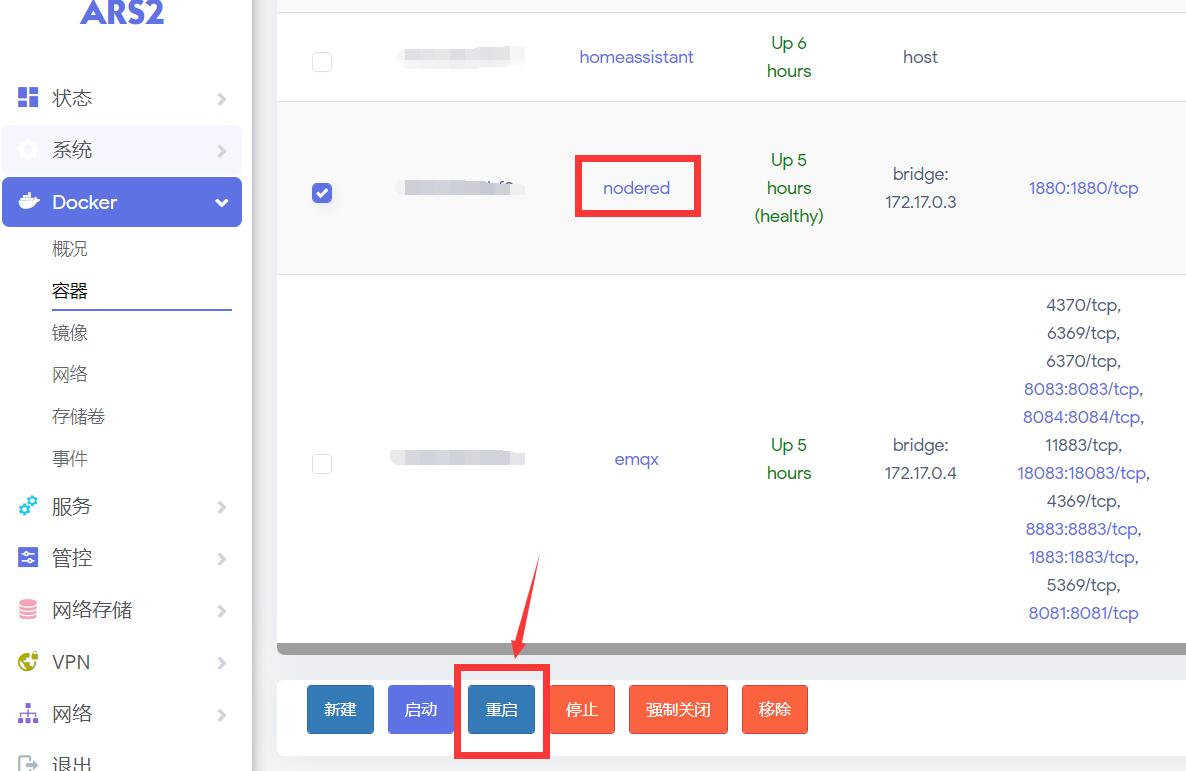 ARS2
状态
系统
Docker
概况
容器
镜像
网络
存储卷
事件
服务
管控
网络存储
VPN
网络
退出
homeassistant
Up 6
hours
host
nodered
Up 5
hours
(healthy)
bridge:
172.17.0.3
1880:1880/tcp
emqx
Up 5
hours
bridge:
172.17.0.4
4370/tcp,
6369/tcp,
6370/tcp,
8083:8083/tcp,
8084:8084/tcp,
11883/tcp,
18083:18083/tcp,
4369/tcp,
8883:8883/tcp,
1883:1883/tcp,
5369/tcp,
8081:8081/tcp
新建
启动
重启
停止
强制关闭
移除